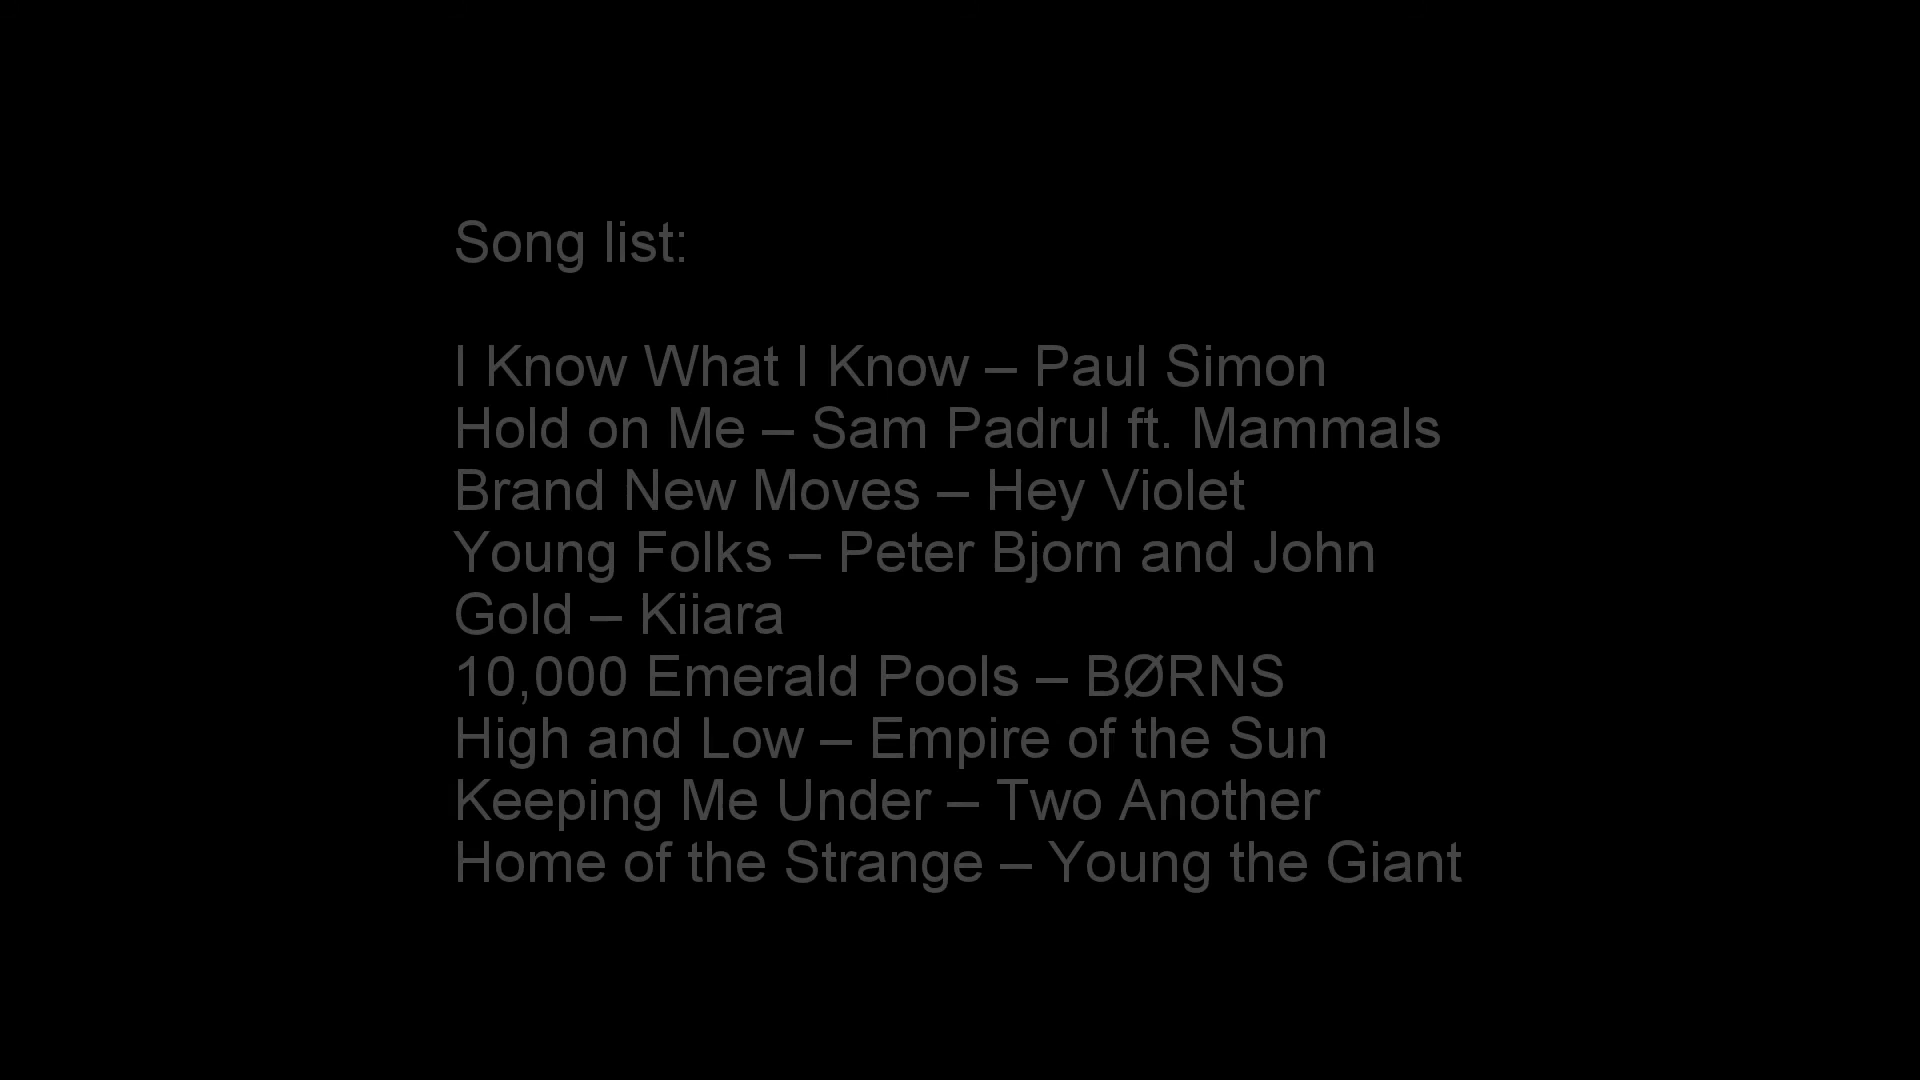 Song list:
I Know What I Know – Paul Simon
Hold on Me – Sam Padrul ft. Mammals
Brand New Moves – Hey Violet
Young Folks – Peter Bjorn and John
Gold – Kiiara
10,000 Emerald Pools – BØRNS
High and Low – Empire of the Sun
Keeping Me Under – Two Another
Home of the Strange – Young the Giant